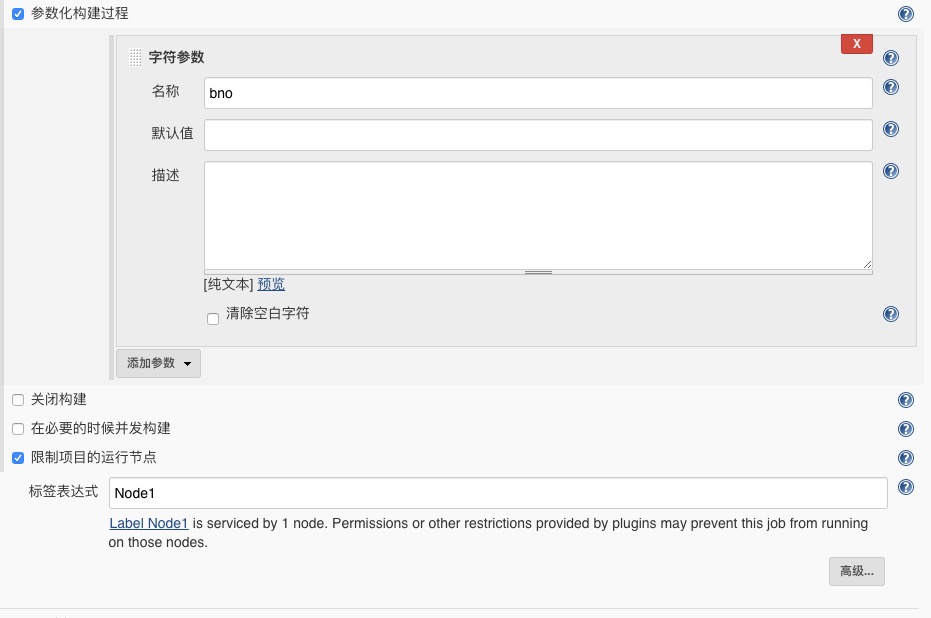 参数化构建过程
X
字符参数
名称
bno
默认值
描述
[纯文本] 预览
清除空白字符
添加参数
关闭构建
在必要的时候并发构建
限制项目的运行节点
标签表达式
Node1
Label Node1 is serviced by 1 node. Permissions or other restrictions provided by plugins may prevent this job from running
on those nodes.
高级...